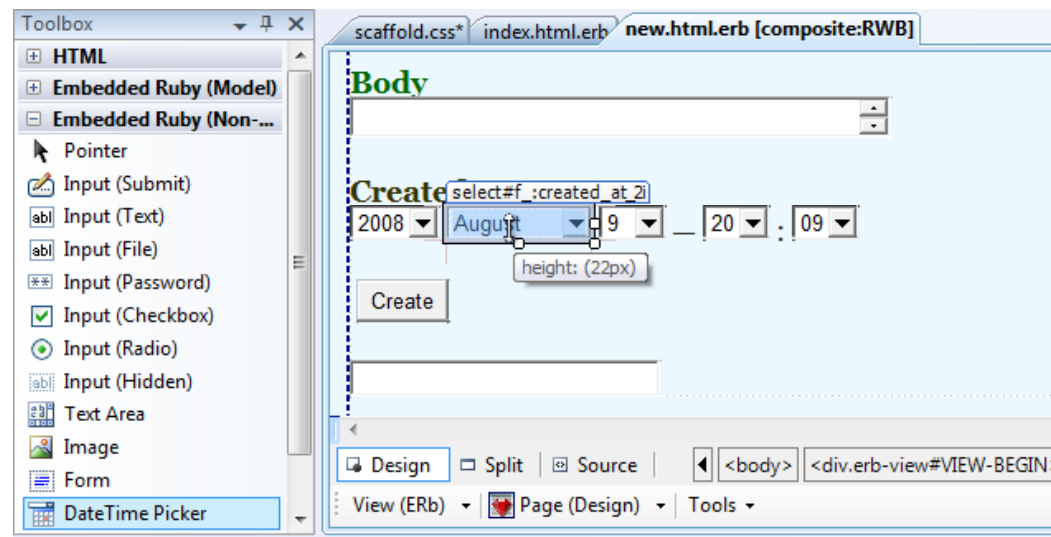 Toolbox
HTML
Embedded Ruby (Model)
Embedded Ruby (Non-...
Pointer
Input (Submit)
Input (Text)
Input (File)
Input (Password)
Input (Checkbox)
Input (Radio)
Input (Hidden)
Text Area
Image
Form
DateTime Picker
scaffold.css* index.html.erb new.html.erb [composite:RWB]
Body
Create
select#f_:created_at_2i
2008 August 9 — 20 : 09
height: (22px)
Create
Design Split Source <body> <div.erb-view#VIEW-BEGIN
View (ERb) Page (Design) Tools